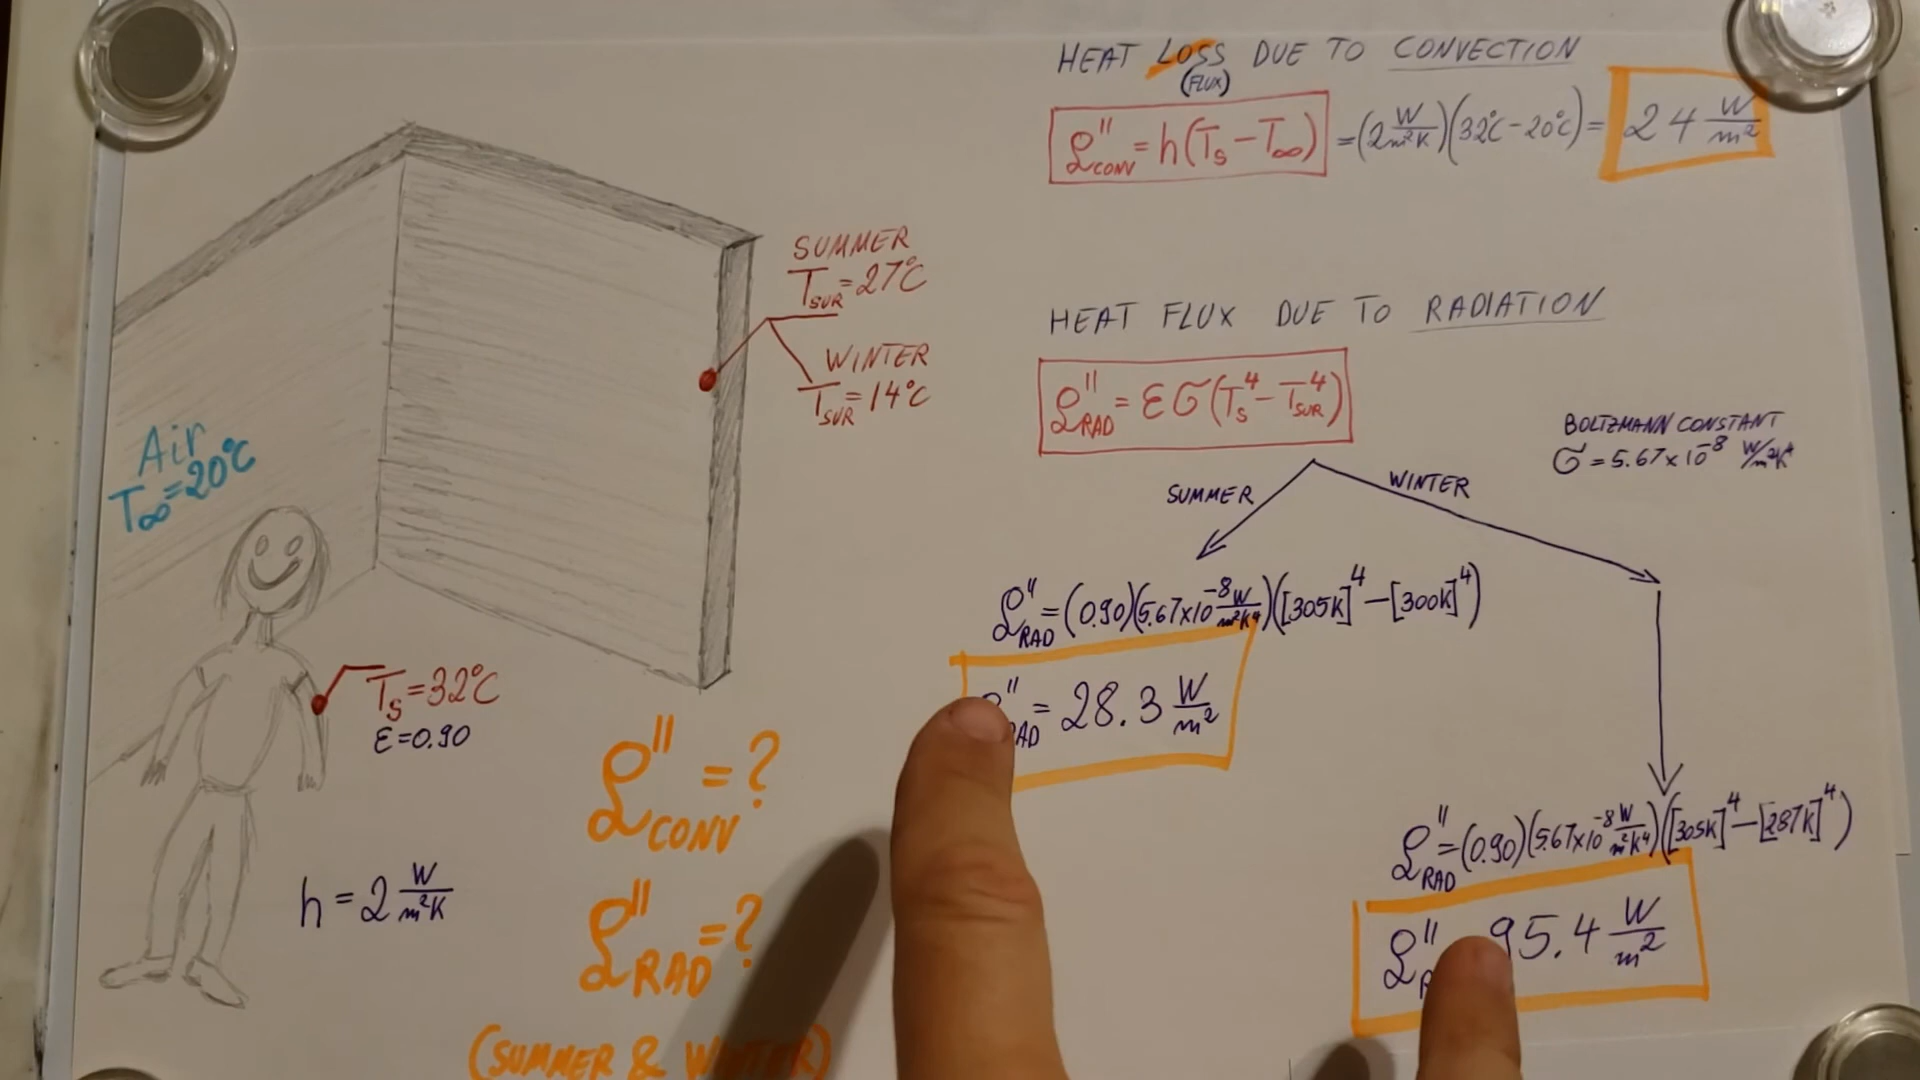 HEAT LOSS DUE TO CONVECTION
(FLUX)
q''CONV = h(Ts - T∞) = (2 W/m²K)(32°C - 20°C) = 24 W/m²
SUMMER
TSUR = 27°C
WINTER
TSUR = 14°C
Air
T∞ = 20°C
Ts = 32°C
ε = 0.90
h = 2 W/m²K
q''CONV = ?
q''RAD = ?
(SUMMER & WINTER)
HEAT FLUX DUE TO RADIATION
q''RAD = εσ(Ts⁴ - TSUR⁴)
BOLTZMANN CONSTANT
σ = 5.67x10⁻⁸ W/m²K⁴
SUMMER
WINTER
q''RAD = (0.90)(5.67x10⁻⁸ W/m²K⁴)([305K]⁴ - [300K]⁴)
q''RAD = 28.3 W/m²
q''RAD = (0.90)(5.67x10⁻⁸ W/m²K⁴)([305K]⁴ - [287K]⁴)
q'' 95.4 W/m²